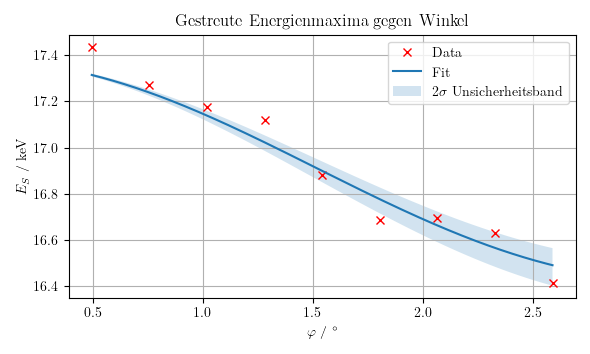 Gestreute Energienmaxima gegen Winkel
17.4
17.2
17.0
16.8
16.6
16.4
E_S / keV
Data
Fit
2σ Unsicherheitsband
0.5 1.0 1.5 2.0 2.5
φ / °